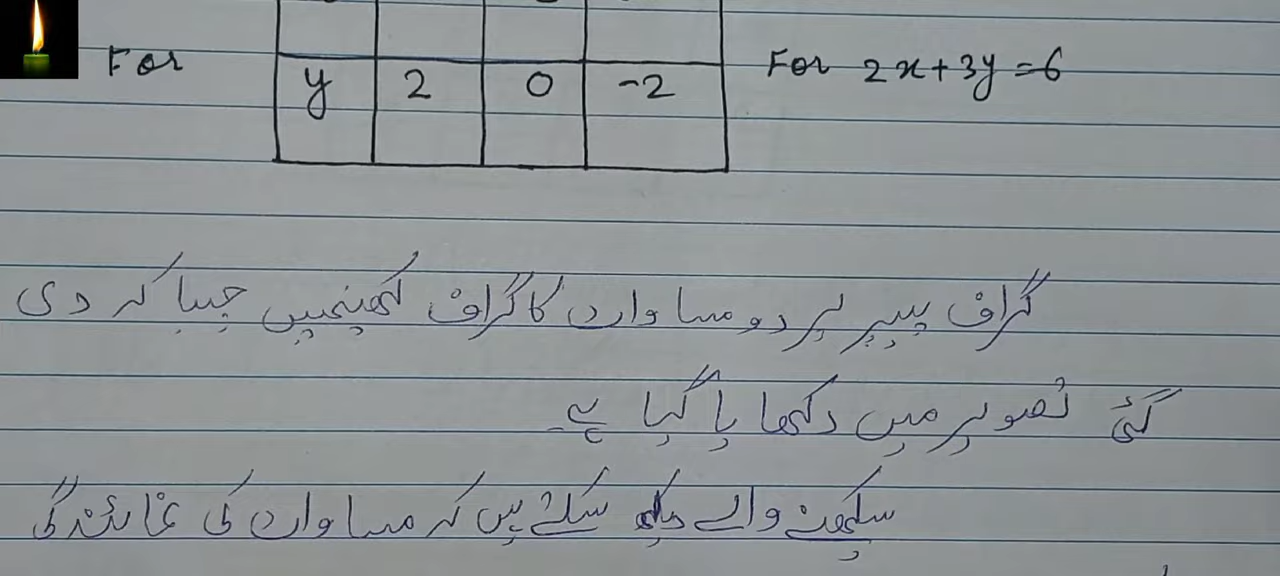 For
y 2 0 -2
For 2x+3y=6
گراف پیپر پر دو مساوات کا گراف کھینچیں جیسا کہ دی
گئی تصویر میں دکھایا گیا ہے۔
سیکھنے والے دیکھ سکتے ہیں کہ مساوات کی نمائندگی